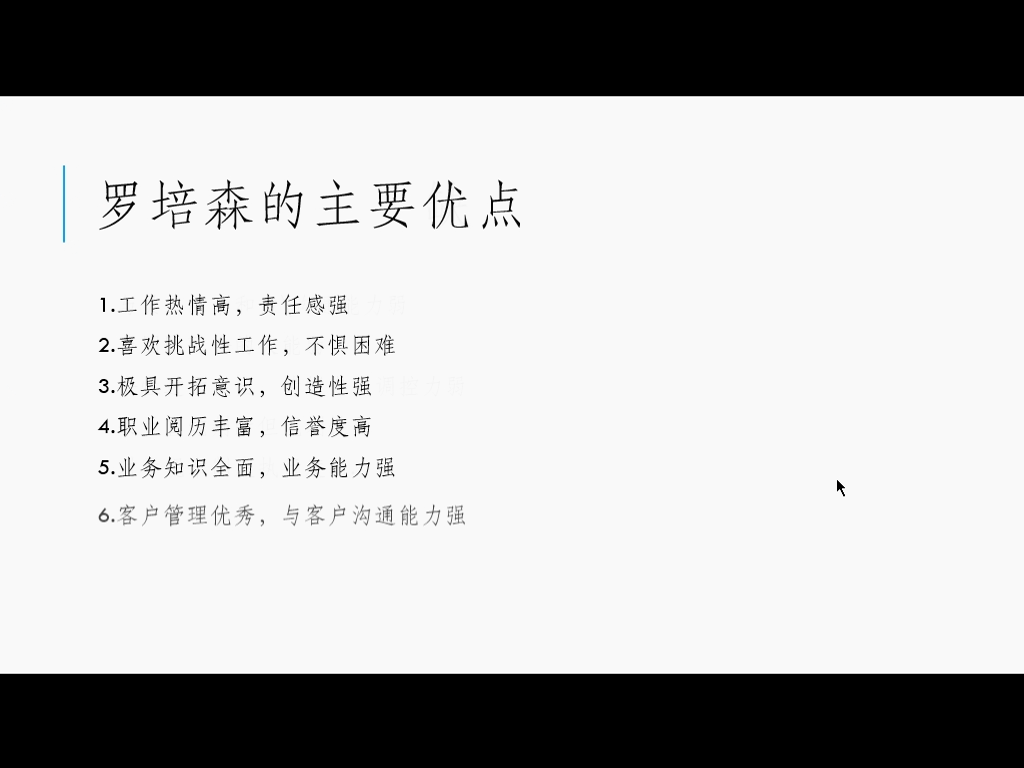 罗培森的主要优点
1.工作热情高，责任感强
2.喜欢挑战性工作，不惧困难
3.极具开拓意识，创造性强
4.职业阅历丰富，信誉度高
5.业务知识全面，业务能力强
6.客户管理优秀，与客户沟通能力强